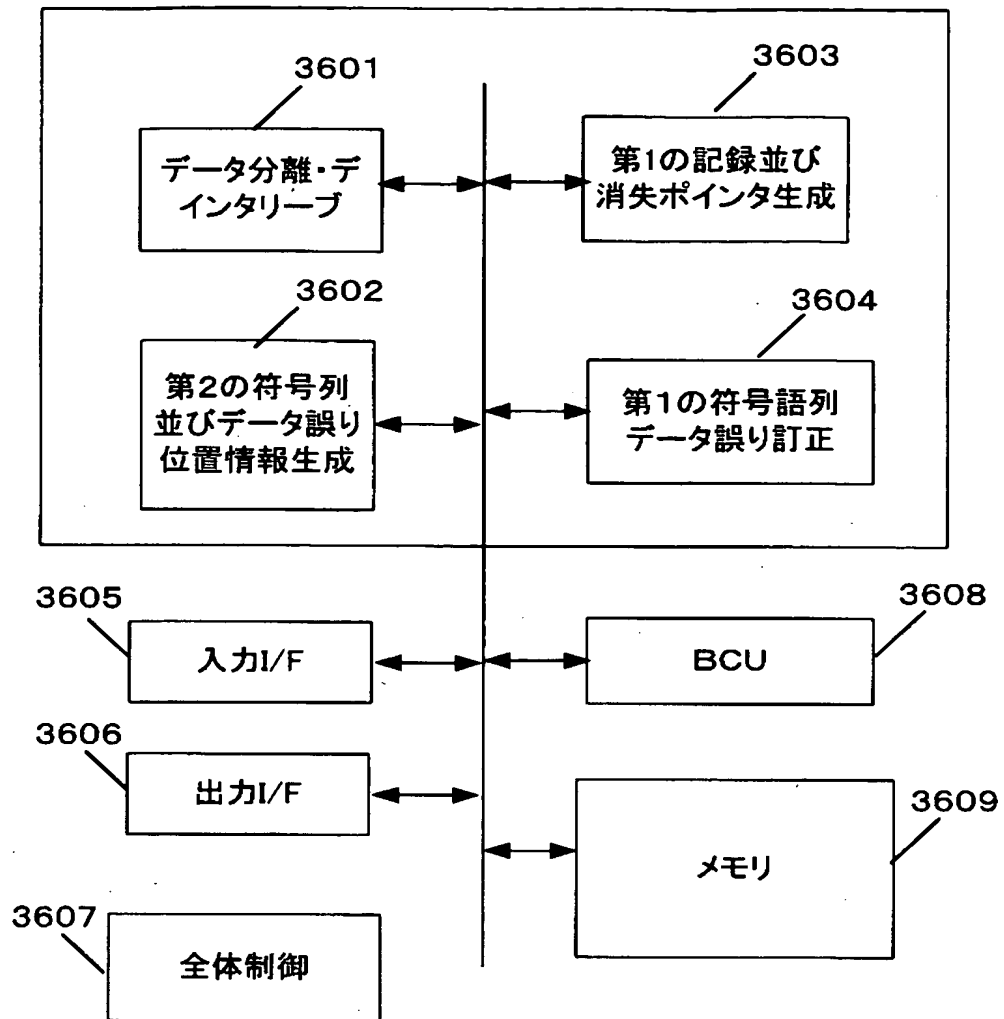 3601
データ分離・デ
インタリーブ
3603
第1の記録並び
消失ポインタ生成
3602
第2の符号列
並びデータ誤り
位置情報生成
3604
第1の符号語列
データ誤り訂正
3605
入力I/F
3608
BCU
3606
出力I/F
3609
メモリ
3607
全体制御